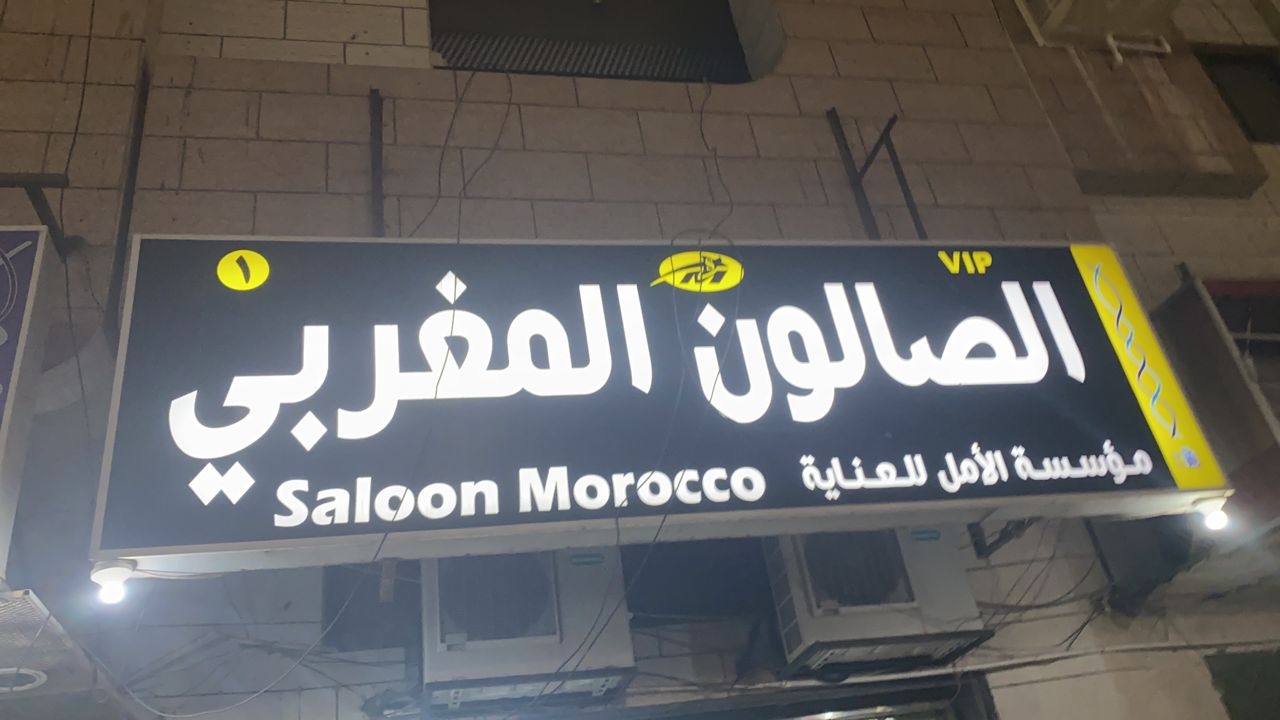 VIP
١
الصالون المغربي
مؤسسة الأمل للعناية
Saloon Morocco